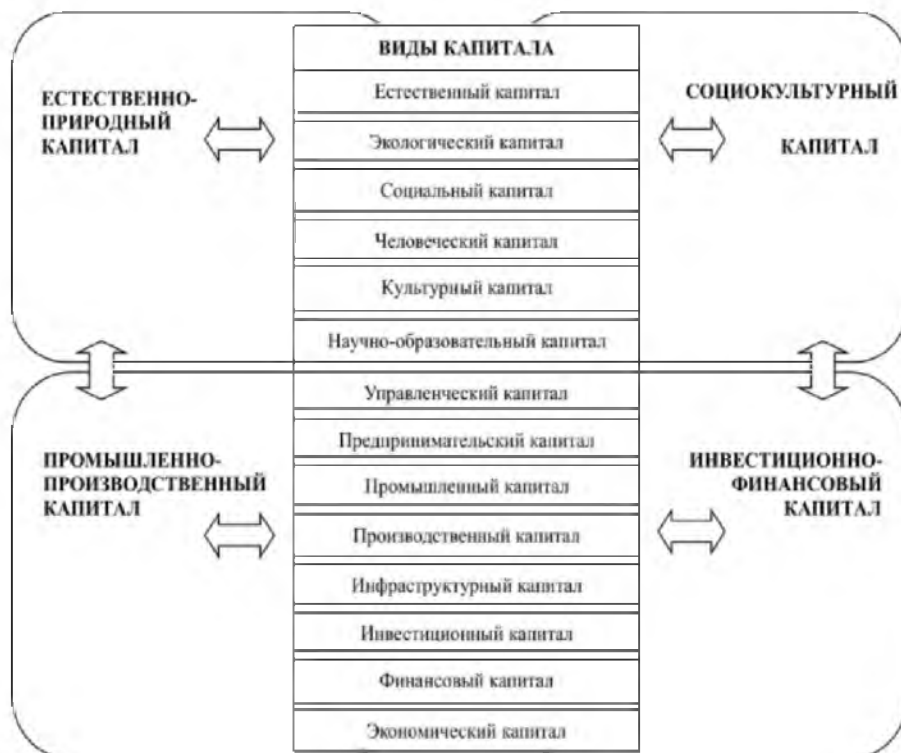 ВИДЫ КАПИТАЛА
ЕСТЕСТВЕННО-
ПРИРОДНЫЙ
КАПИТАЛ
СОЦИОКУЛЬТУРНЫЙ
КАПИТАЛ
Естественный капитал
Экологический капитал
Социальный капитал
Человеческий капитал
Культурный капитал
Научно-образовательный капитал
Управленческий капитал
Предпринимательский капитал
Промышленный капитал
Производственный капитал
Инфраструктурный капитал
Инвестиционный капитал
Финансовый капитал
Экономический капитал
ПРОМЫШЛЕННО-
ПРОИЗВОДСТВЕННЫЙ
КАПИТАЛ
ИНВЕСТИЦИОННО-
ФИНАНСОВЫЙ
КАПИТАЛ